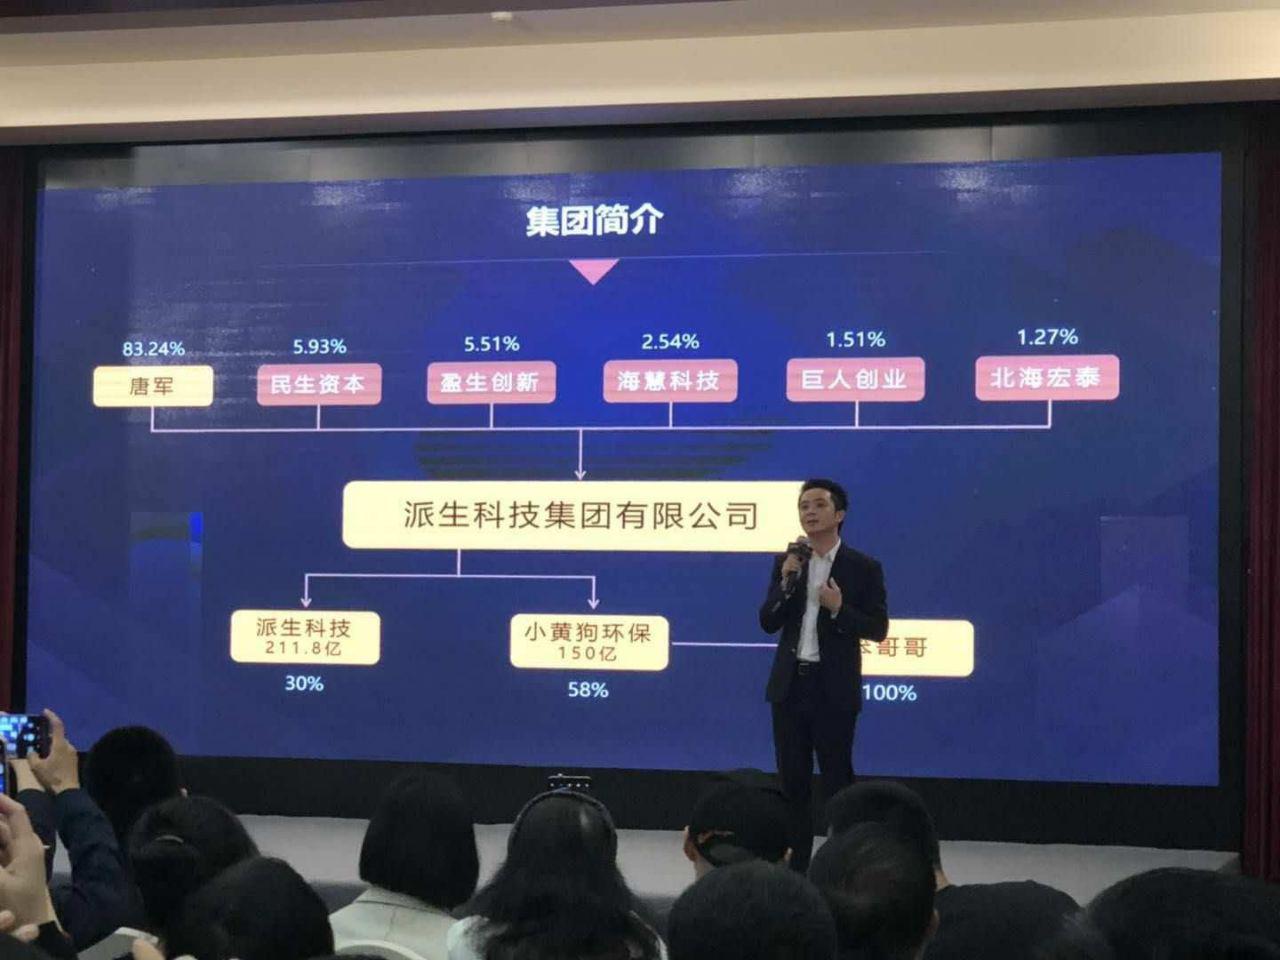 集团简介
83.24%
5.93%
5.51%
2.54%
1.51%
1.27%
唐军
民生资本
盈生创新
海慧科技
巨人创业
北海宏泰
派生科技集团有限公司
派生科技
211.8亿
30%
小黄狗环保
150亿
58%
哥哥
100%